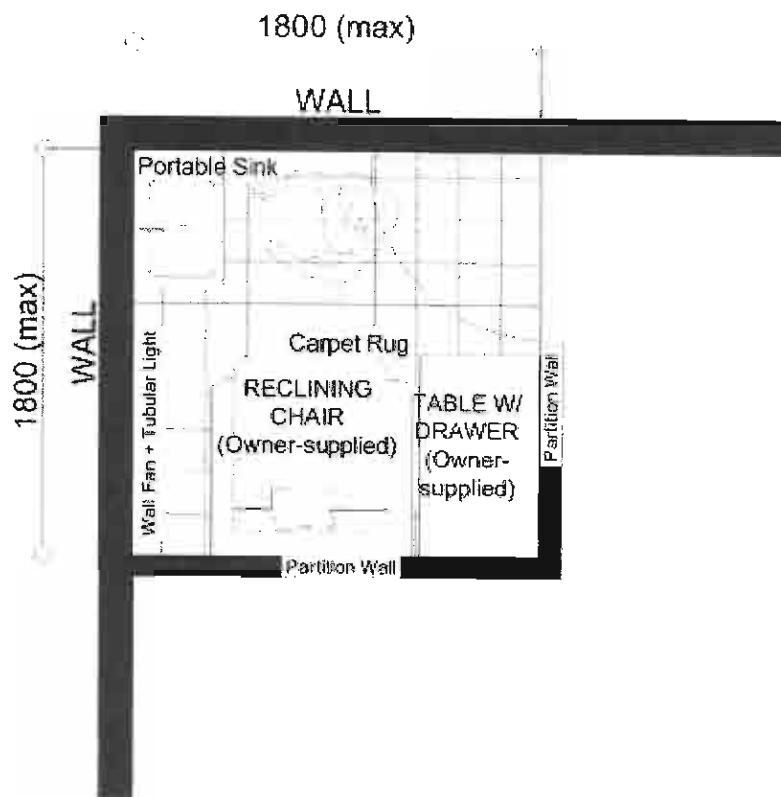 1800 (max)
WALL
Portable Sink
1800 (max)
WALL
Wall Fan + Tubular Light
Carpet Rug
RECLINING
CHAIR
(Owner-supplied)
TABLE W/
DRAWER
(Owner-
supplied)
Partition Wall
Partition Wall